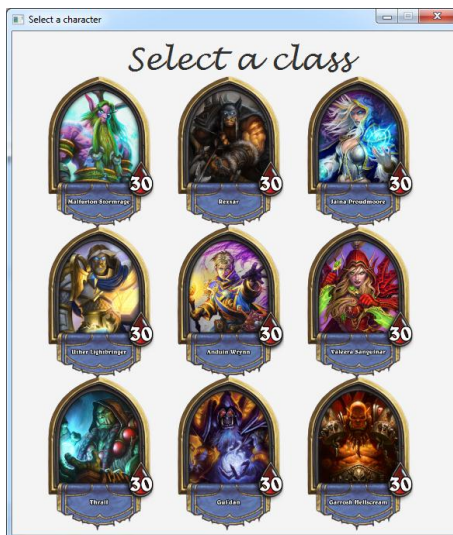 Select a character
Select a class
30
30
30
Malfurion Stormrage
Rexxar
Jaina Proudmoore
30
30
30
Uther Lightbringer
Anduin Wrynn
Valeera Sanguinar
30
30
30
Thrall
Gul'dan
Garrosh Hellscream